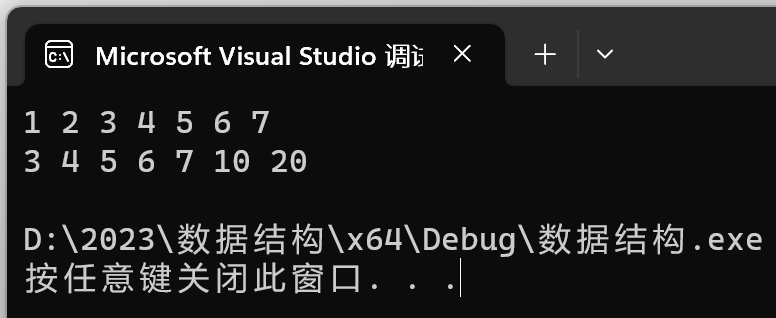 Microsoft Visual Studio 调
1 2 3 4 5 6 7
3 4 5 6 7 10 20
D:\2023\数据结构\x64\Debug\数据结构.exe
按任意键关闭此窗口. . .